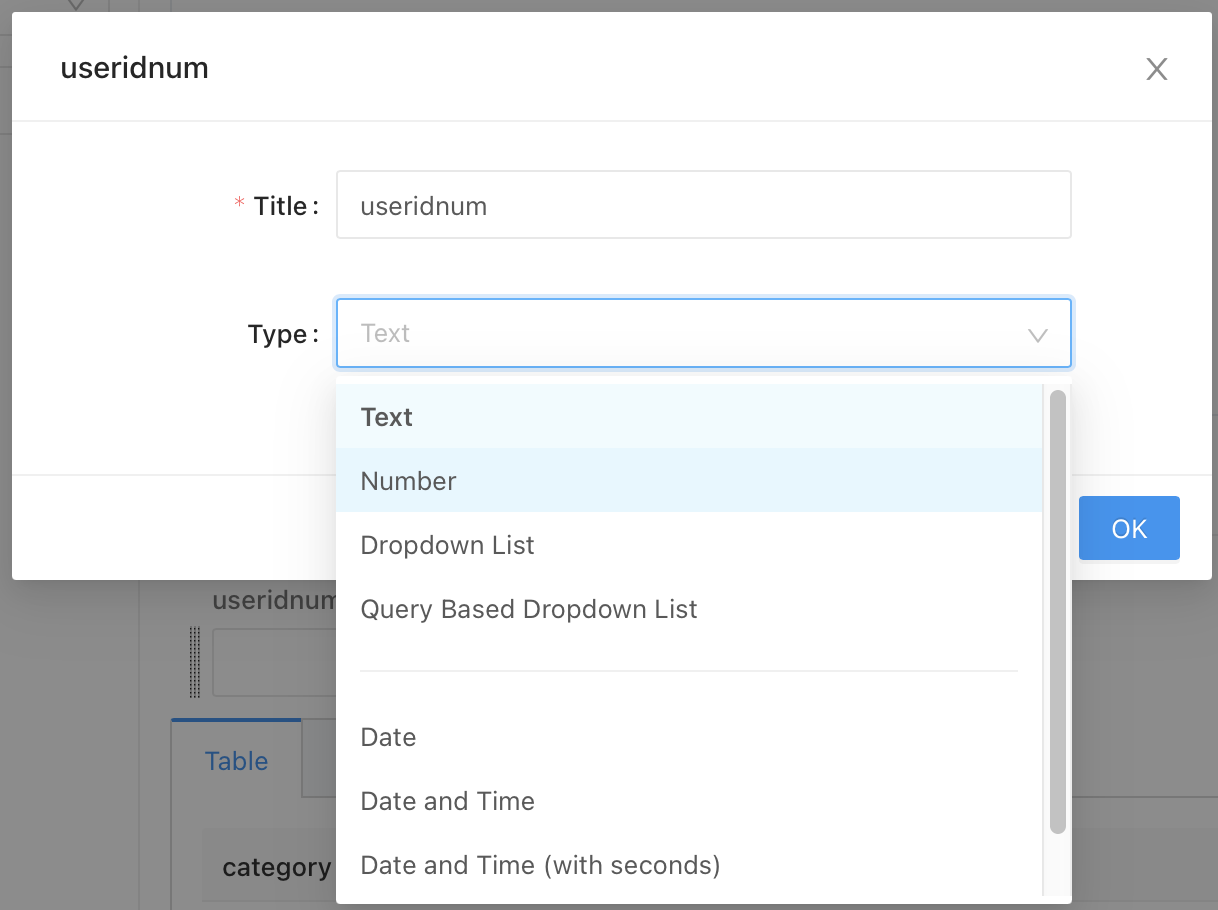 useridnum
* Title :
useridnum
Type :
Text
Text
Number
Dropdown List
Query Based Dropdown List
Date
Date and Time
Date and Time (with seconds)
OK
useridnum
Table
category